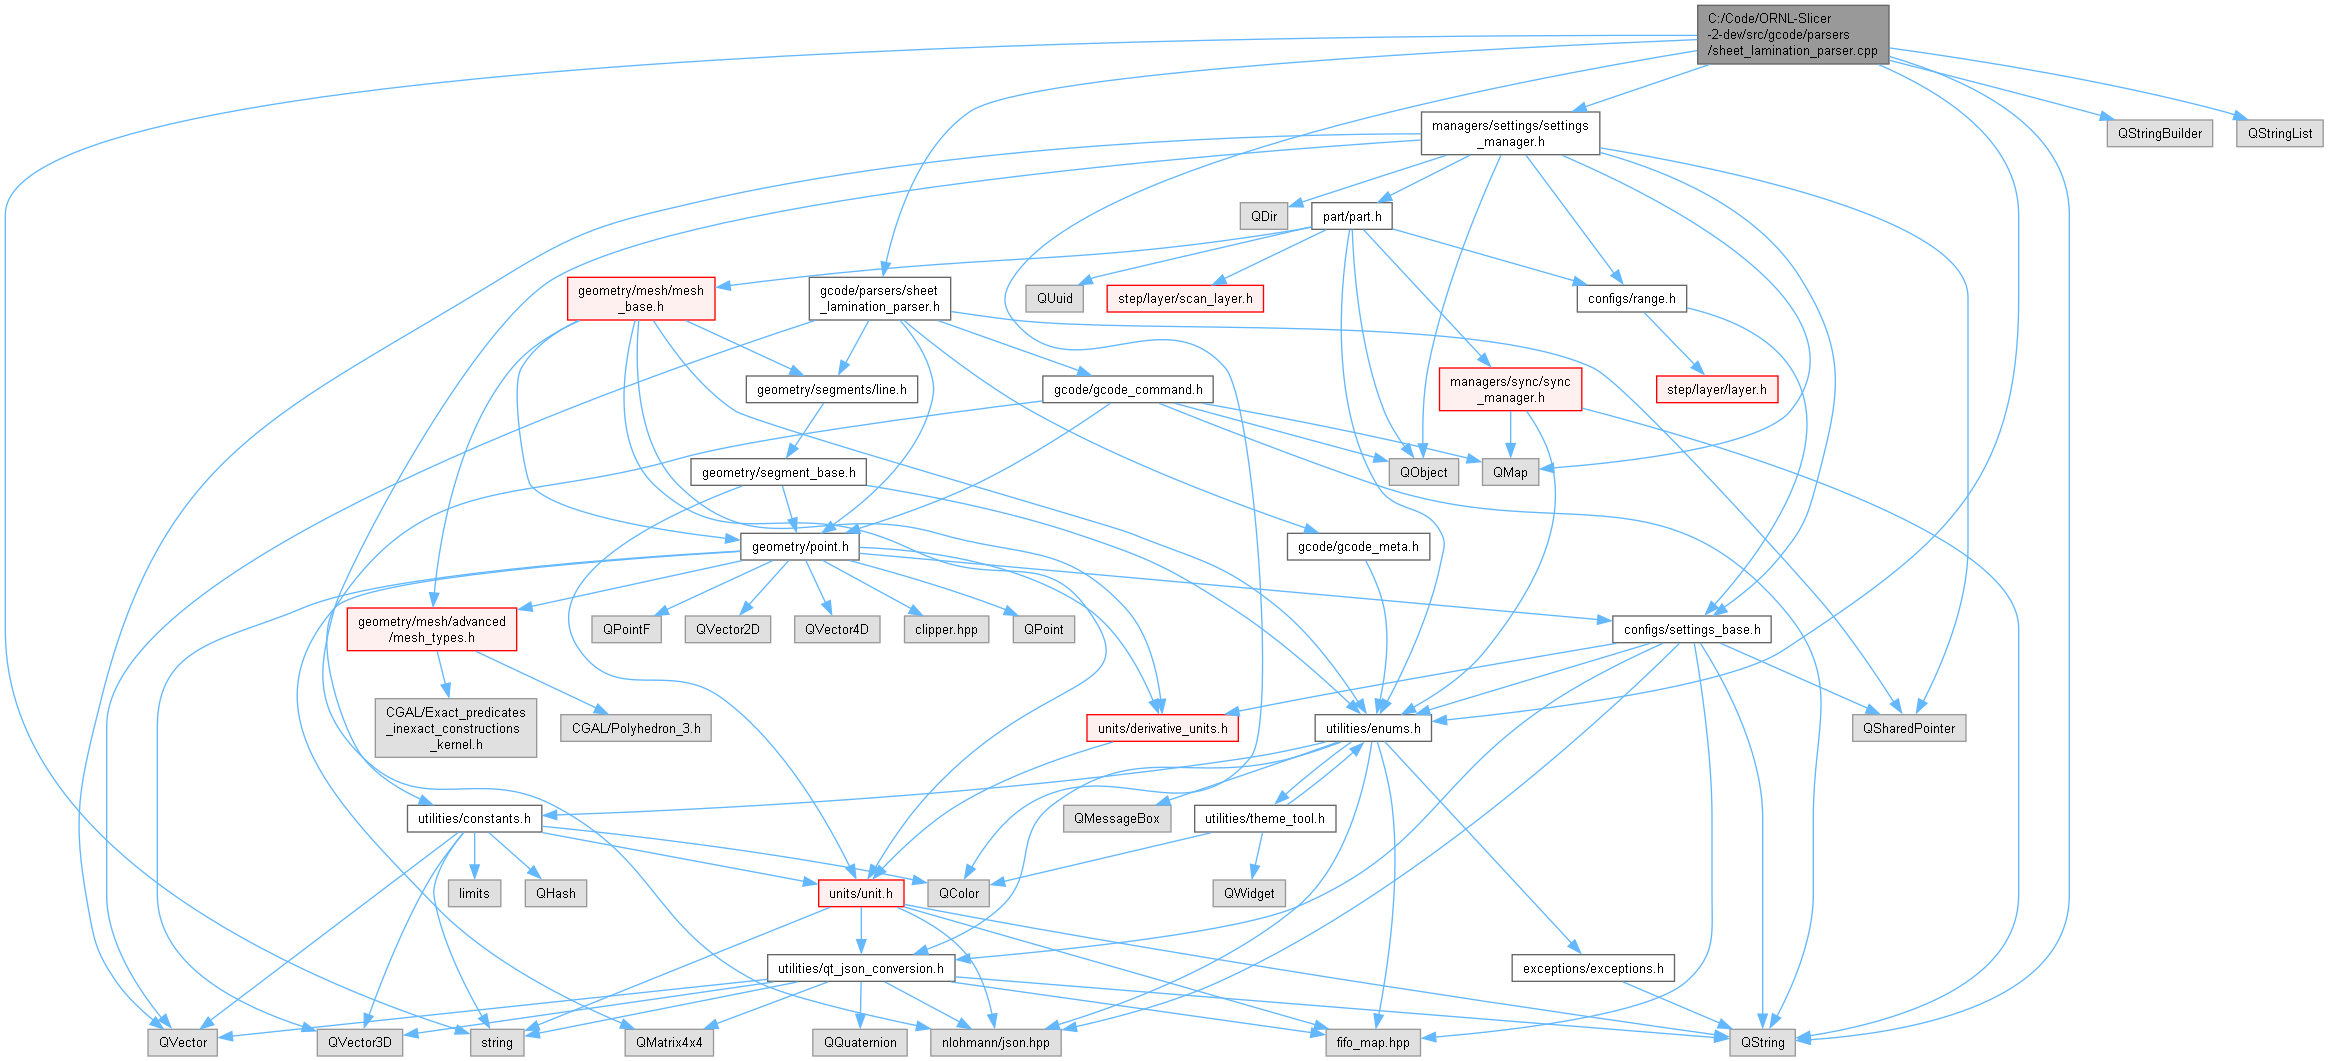 C:/Code/ORNL-Slicer
-2-dev/src/gcode/parsers
/sheet_lamination_parser.cpp
managers/settings/settings
_manager.h
QStringBuilder
QStringList
QDir
part/part.h
geometry/mesh/mesh
_base.h
gcode/parsers/sheet
_lamination_parser.h
QUuid
step/layer/scan_layer.h
configs/range.h
geometry/segments/line.h
gcode/gcode_command.h
managers/sync/sync
_manager.h
step/layer/layer.h
geometry/segment_base.h
QObject
QMap
geometry/point.h
gcode/gcode_meta.h
geometry/mesh/advanced
/mesh_types.h
QPointF
QVector2D
QVector4D
clipper.hpp
QPoint
configs/settings_base.h
CGAL/Exact_predicates
_inexact_constructions
_kernel.h
CGAL/Polyhedron_3.h
units/derivative_units.h
utilities/enums.h
QSharedPointer
utilities/constants.h
QMessageBox
utilities/theme_tool.h
limits
QHash
units/unit.h
QColor
QWidget
utilities/qt_json_conversion.h
exceptions/exceptions.h
QVector
QVector3D
string
QMatrix4x4
QQuaternion
nlohmann/json.hpp
fifo_map.hpp
QString